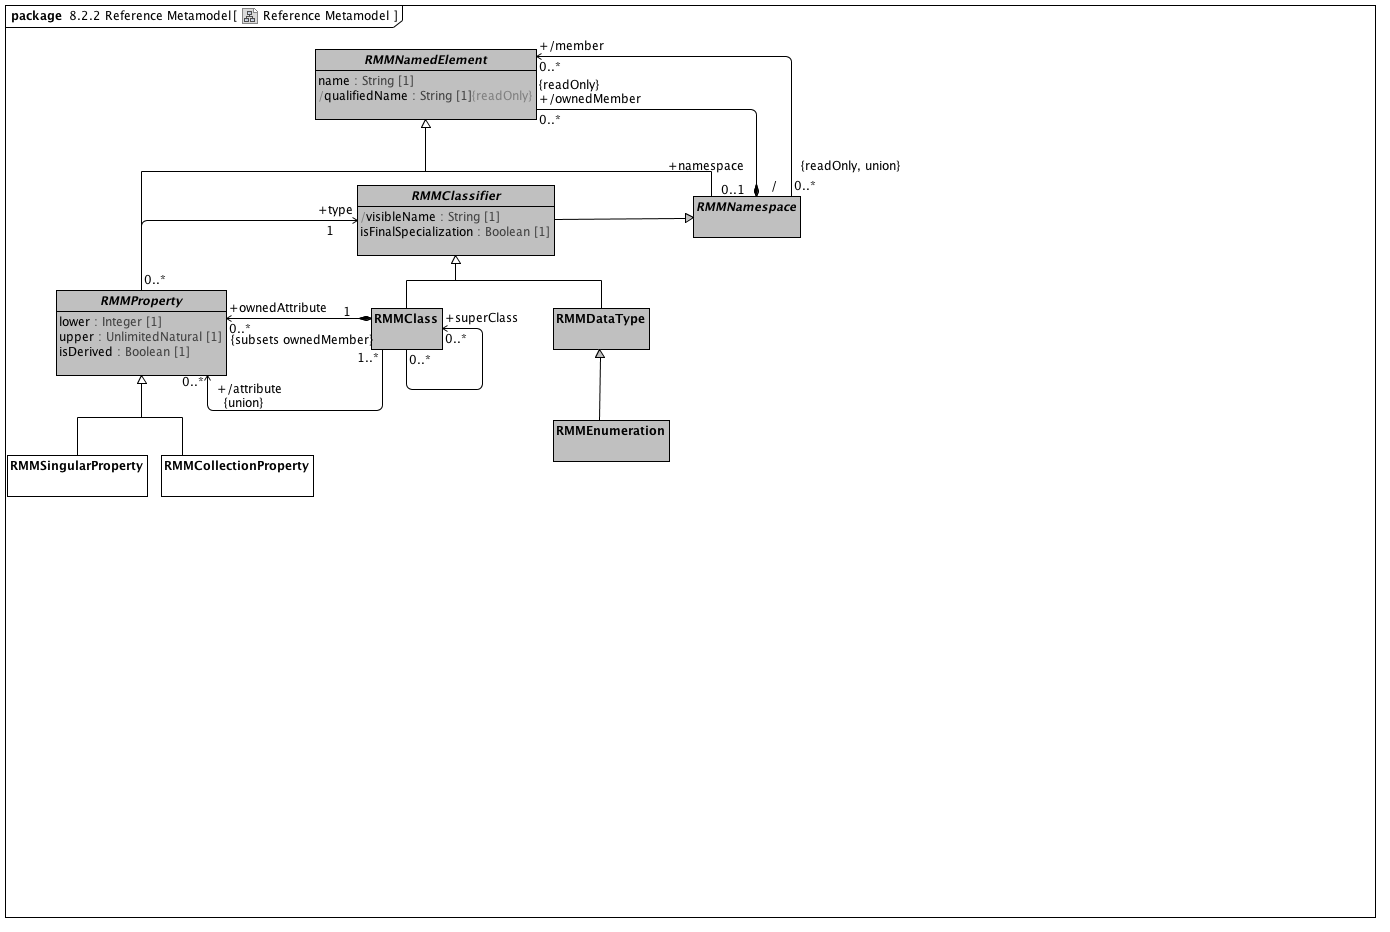 package 8.2.2 Reference Metamodel[ Reference Metamodel ]
+/member
RMMNamedElement
0..*
name : String [1]
{readOnly}
/qualifiedName : String [1]{readOnly}
+/ownedMember
0..*
+namespace
{readOnly, union}
0..1
/
0..*
RMMClassifier
RMMNamespace
+type
/visibleName : String [1]
1
isFinalSpecialization : Boolean [1]
0..*
RMMProperty
+ownedAttribute
1
lower : Integer [1]
0..*
RMMClass
+superClass
RMMDataType
upper : UnlimitedNatural [1]
{subsets ownedMember}
0..*
isDerived : Boolean [1]
1..*
0..*
0..*
+/attribute
{union}
RMMEnumeration
RMMSingularProperty
RMMCollectionProperty